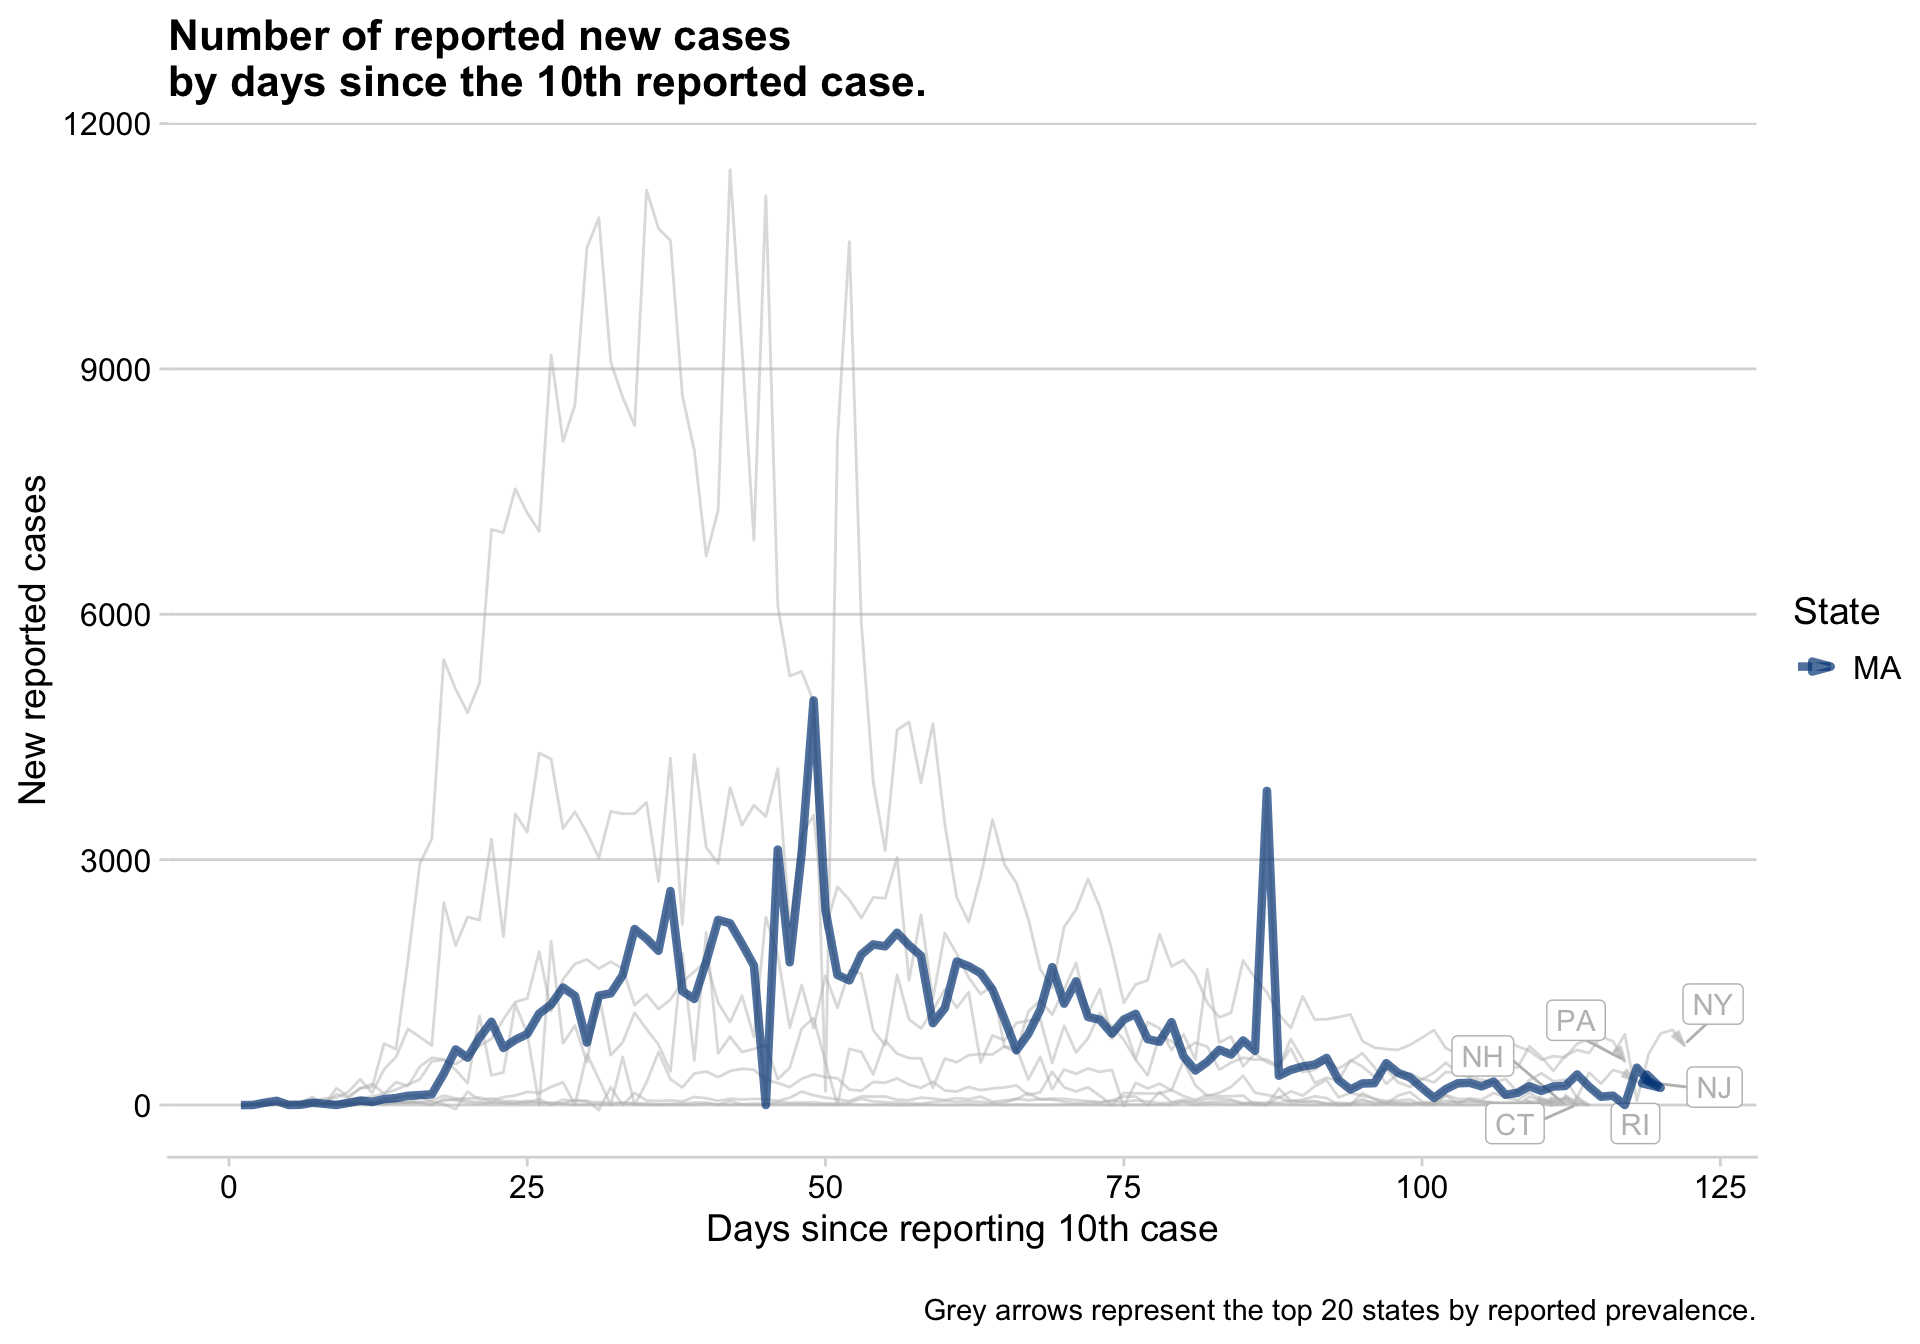 Number of reported new cases
by days since the 10th reported case.
12000
9000
6000
3000
0
New reported cases
State
MA
NY
PA
NH
NJ
CT
RI
0
25
50
75
100
125
Days since reporting 10th case
Grey arrows represent the top 20 states by reported prevalence.